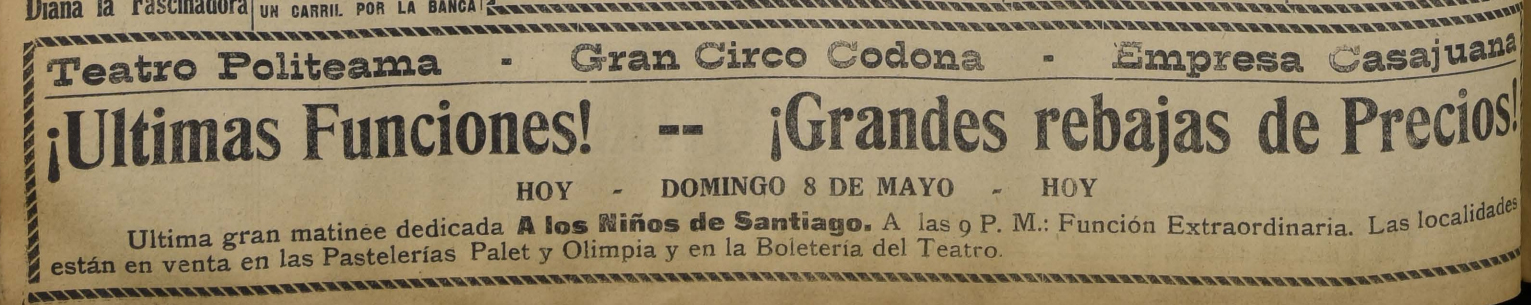 Diana la Fascinadora
UN CARRIL POR LA BANCA
Teatro Politeama - Gran Circo Codona - Empresa Casajuana
¡Ultimas Funciones! -- ¡Grandes rebajas de Precios!
HOY - DOMINGO 8 DE MAYO - HOY
Ultima gran matinée dedicada A los Niños de Santiago. A las 9 P. M.: Función Extraordinaria. Las localidades
están en venta en las Pastelerías Palet y Olimpia y en la Boletería del Teatro.